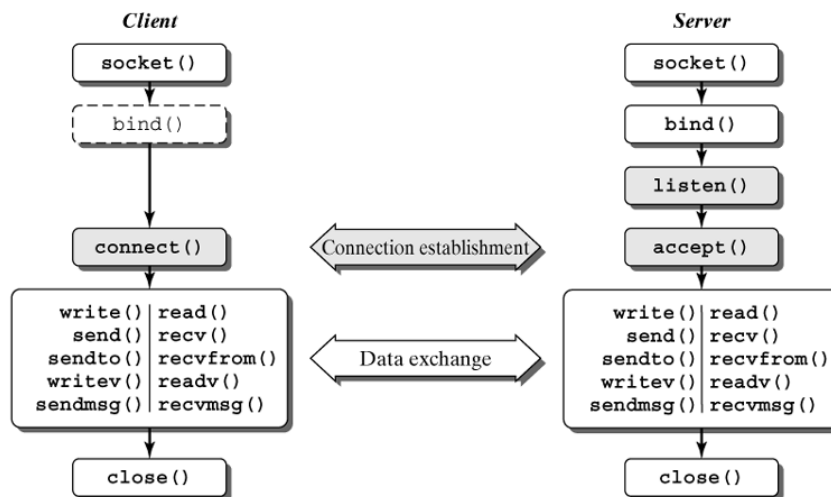 Client
Server
socket()
socket()
bind()
bind()
listen()
connect()
Connection establishment
accept()
write() read()
send() recv()
sendto() recvfrom()
writev() readv()
sendmsg() recvmsg()
Data exchange
write() read()
send() recv()
sendto() recvfrom()
writev() readv()
sendmsg() recvmsg()
close()
close()